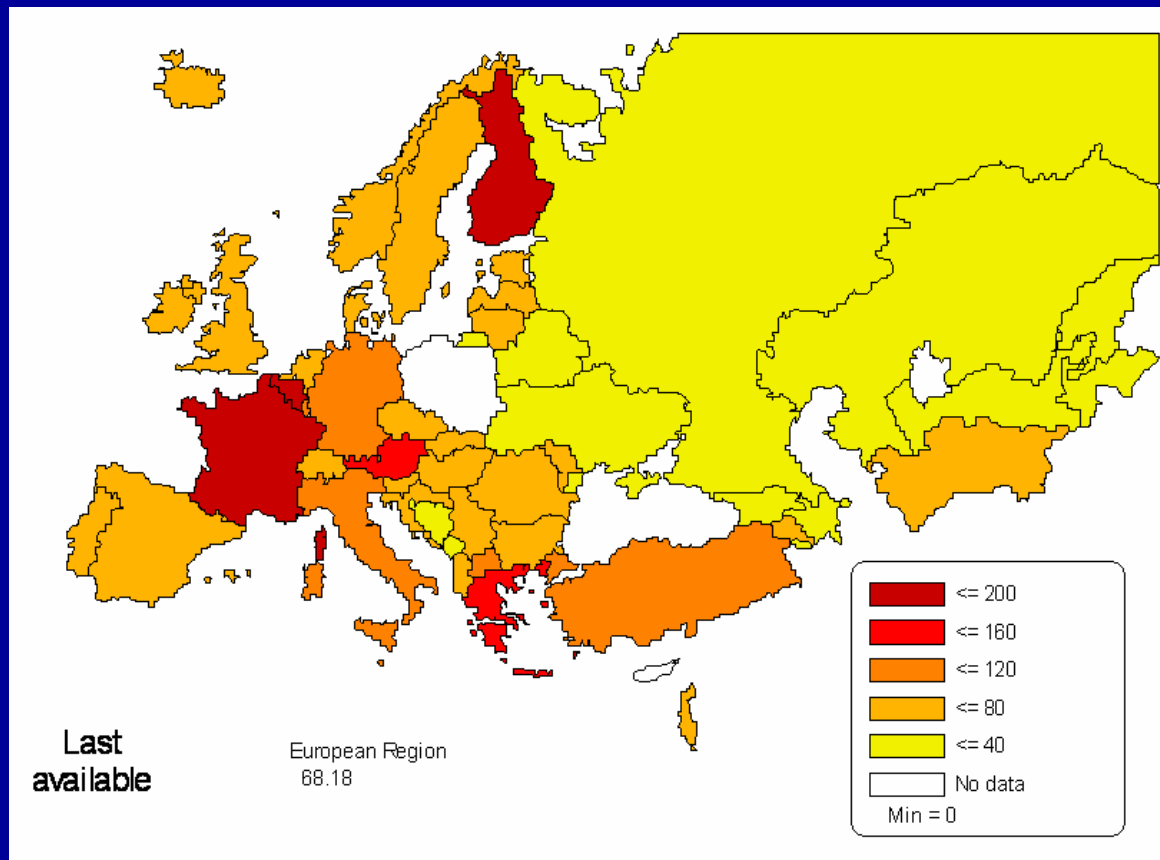 <= 200
<= 160
<= 120
<= 80
<= 40
No data
Min = 0
Last
available
European Region
68.18